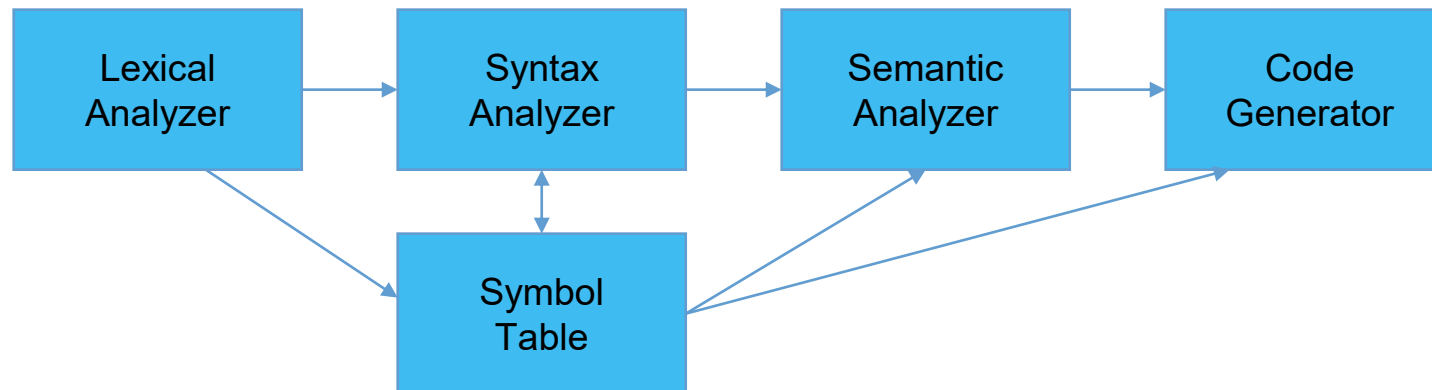 Lexical
Analyzer
Syntax
Analyzer
Semantic
Analyzer
Code
Generator
Symbol
Table